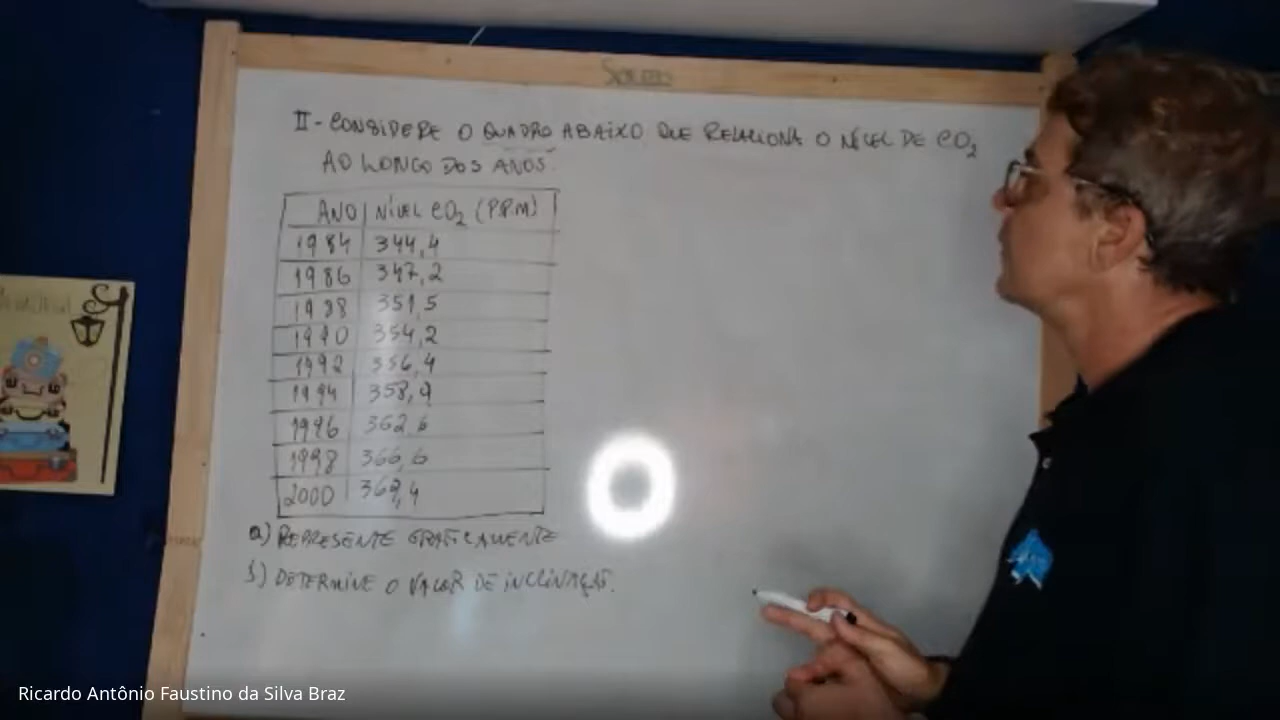 II - CONSIDERE O QUADRO ABAIXO QUE RELACIONA O NÍVEL DE CO2
AO LONGO DOS ANOS.
ANO NÍVEL CO2 (P.P.M)
1984 344,4
1986 347,2
1988 351,5
1990 354,2
1992 356,4
1994 358,9
1996 362,6
1998 366,6
2000 369,4
a) REPRESENTE GRAFICAMENTE
b) DETERMINE O VALOR DE INCLINAÇÃO.
Ricardo Antônio Faustino da Silva Braz